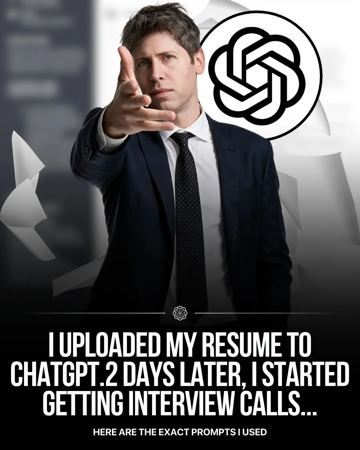 I UPLOADED MY RESUME TO
CHATGPT.2 DAYS LATER, I STARTED
GETTING INTERVIEW CALLS...
HERE ARE THE EXACT PROMPTS I USED